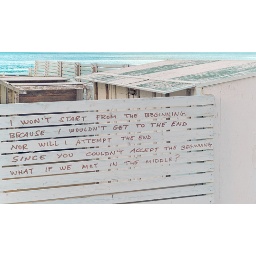 I WON'T START FROM THE BEGINNING
BECAUSE I WOULDN'T GET TO THE END
NOR WILL I ATTEMPT THE END
SINCE YOU COULDN'T ACCEPT THE BEGINNING
WHAT IF WE MET IN THE MIDDLE?